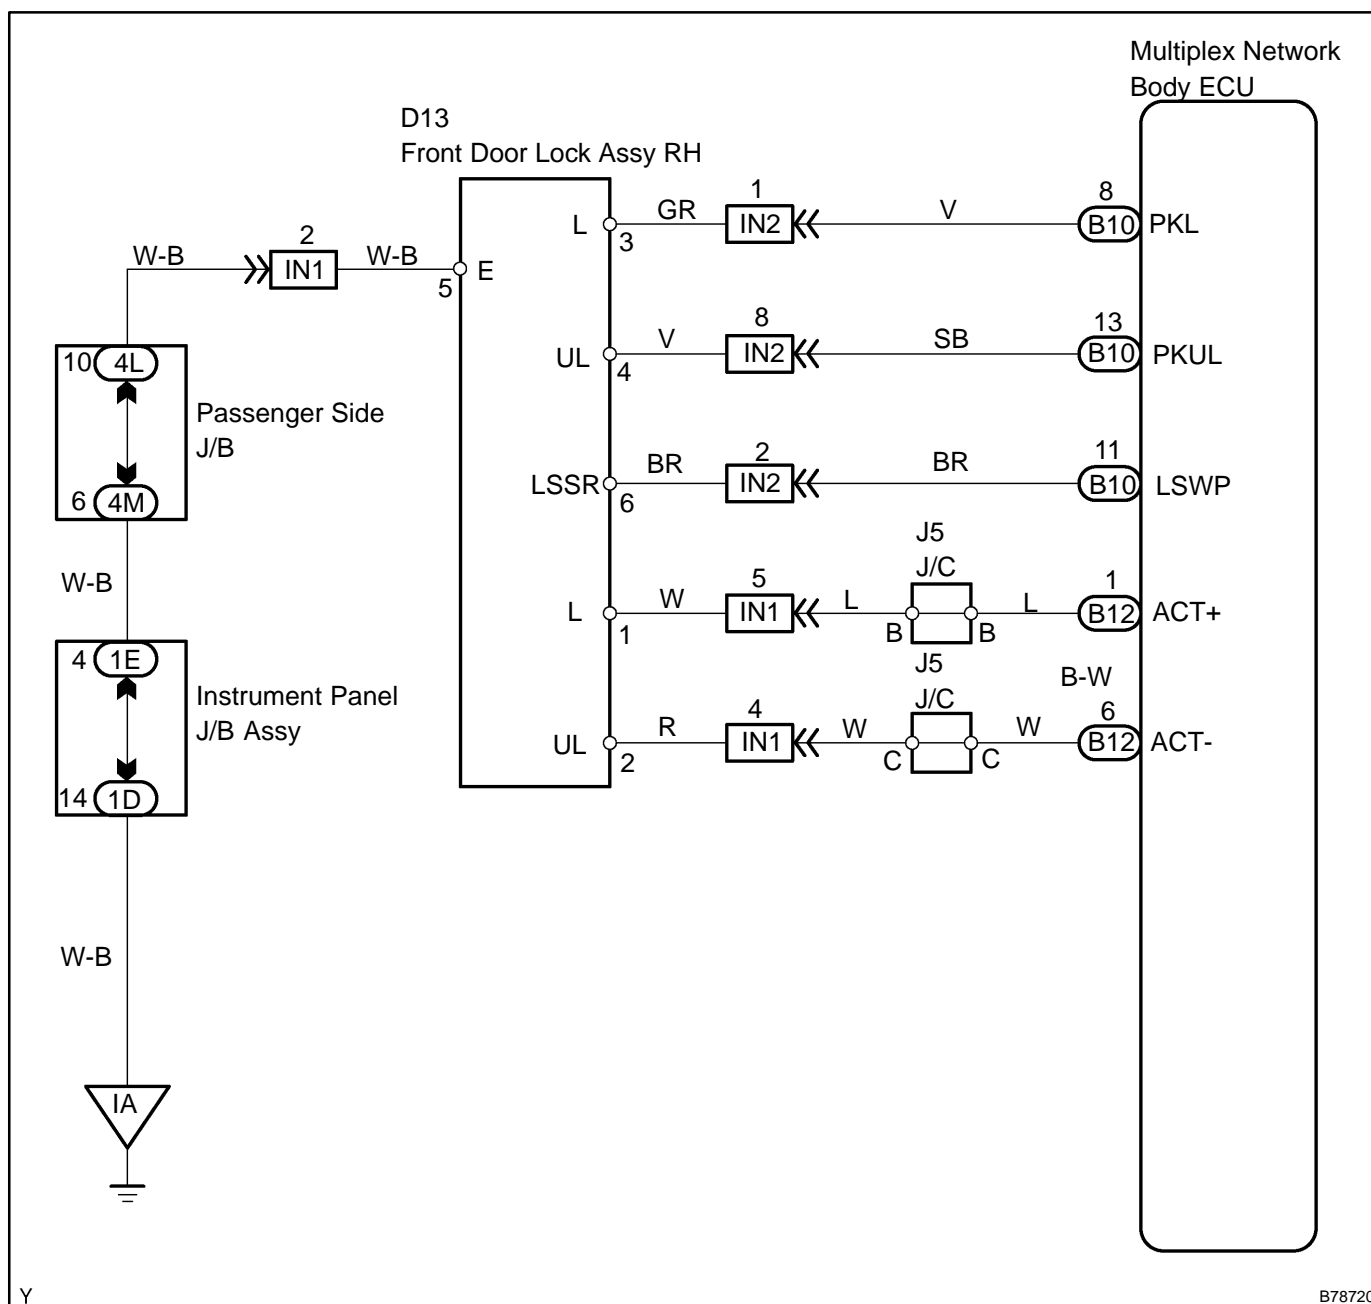 Multiplex Network
Body ECU
D13
Front Door Lock Assy RH
L
3
GR
1
IN2
V
8
B10
PKL
W-B
2
IN1
W-B
5
E
UL
4
V
8
IN2
SB
13
B10
PKUL
10
4L
Passenger Side
J/B
6
4M
LSSR
6
BR
2
IN2
BR
11
B10
LSWP
W-B
L
1
W
5
IN1
L
J5
J/C
B
B
L
1
B12
ACT+
4
1E
Instrument Panel
J/B Assy
14
1D
UL
2
R
4
IN1
W
J5
J/C
C
C
W
B-W
6
B12
ACT-
W-B
IA
Y
B78720